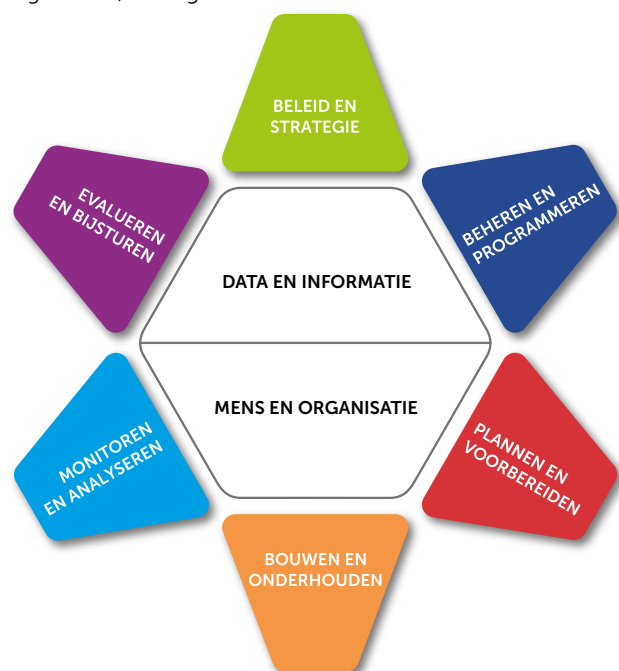 BELEID EN
STRATEGIE
BEHEREN EN
PROGRAMMEREN
PLANNEN EN
VOORBEREIDEN
BOUWEN EN
ONDERHOUDEN
MONITOREN
EN ANALYSEREN
EVALUEREN
EN BIJSTUREN
DATA EN INFORMATIE
MENS EN ORGANISATIE